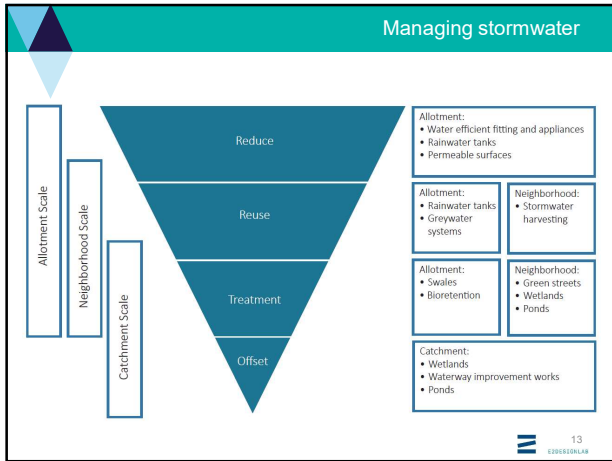 Managing stormwater
Allotment Scale
Neighborhood Scale
Catchment Scale
Reduce
Reuse
Treatment
Offset
Allotment:
• Water efficient fitting and appliances
• Rainwater tanks
• Permeable surfaces
Allotment:
• Rainwater tanks
• Greywater
systems
Neighborhood:
• Stormwater
harvesting
Allotment:
• Swales
• Bioretention
Neighborhood:
• Green streets
• Wetlands
• Ponds
Catchment:
• Wetlands
• Waterway improvement works
• Ponds
13
E2DESIGNLAB